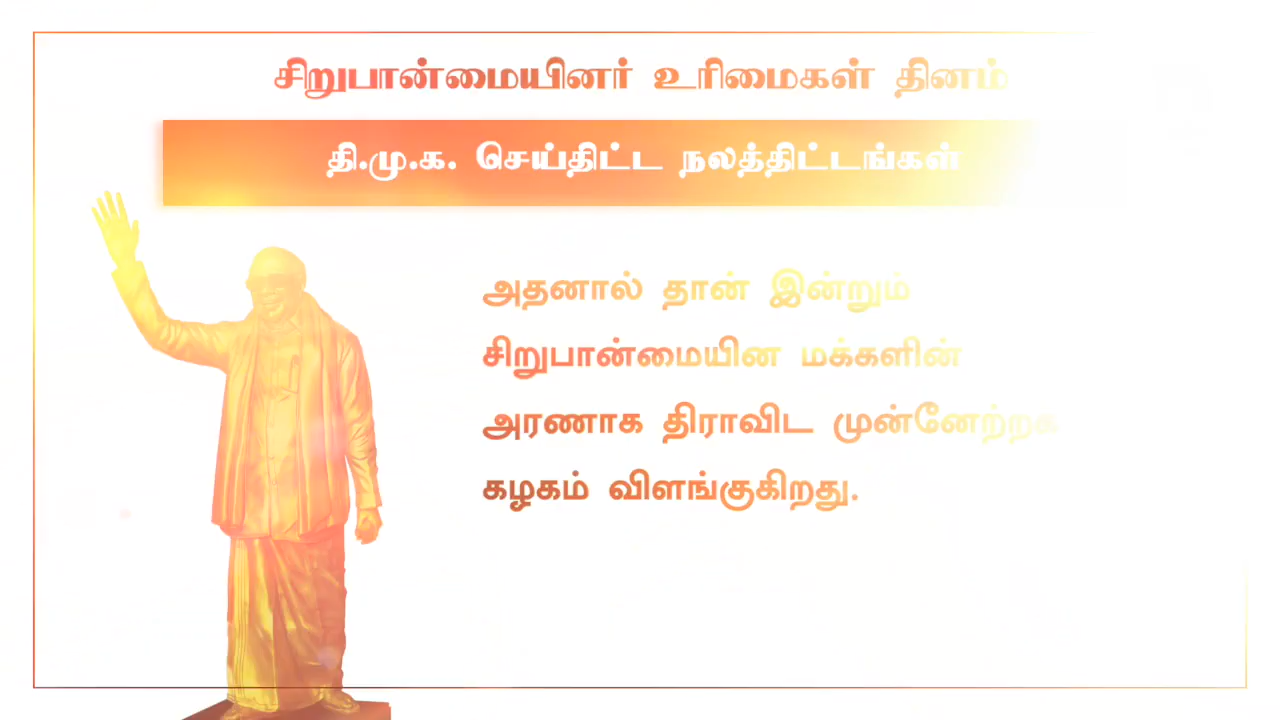 சிறுபான்மையினர் உரிமைகள் தினம்
தி.மு.க. செய்திட்ட நலத்திட்டங்கள்
அதனால் தான் இன்றும்
சிறுபான்மையின மக்களின்
அரணாக திராவிட முன்னேற்றக்
கழகம் விளங்குகிறது.